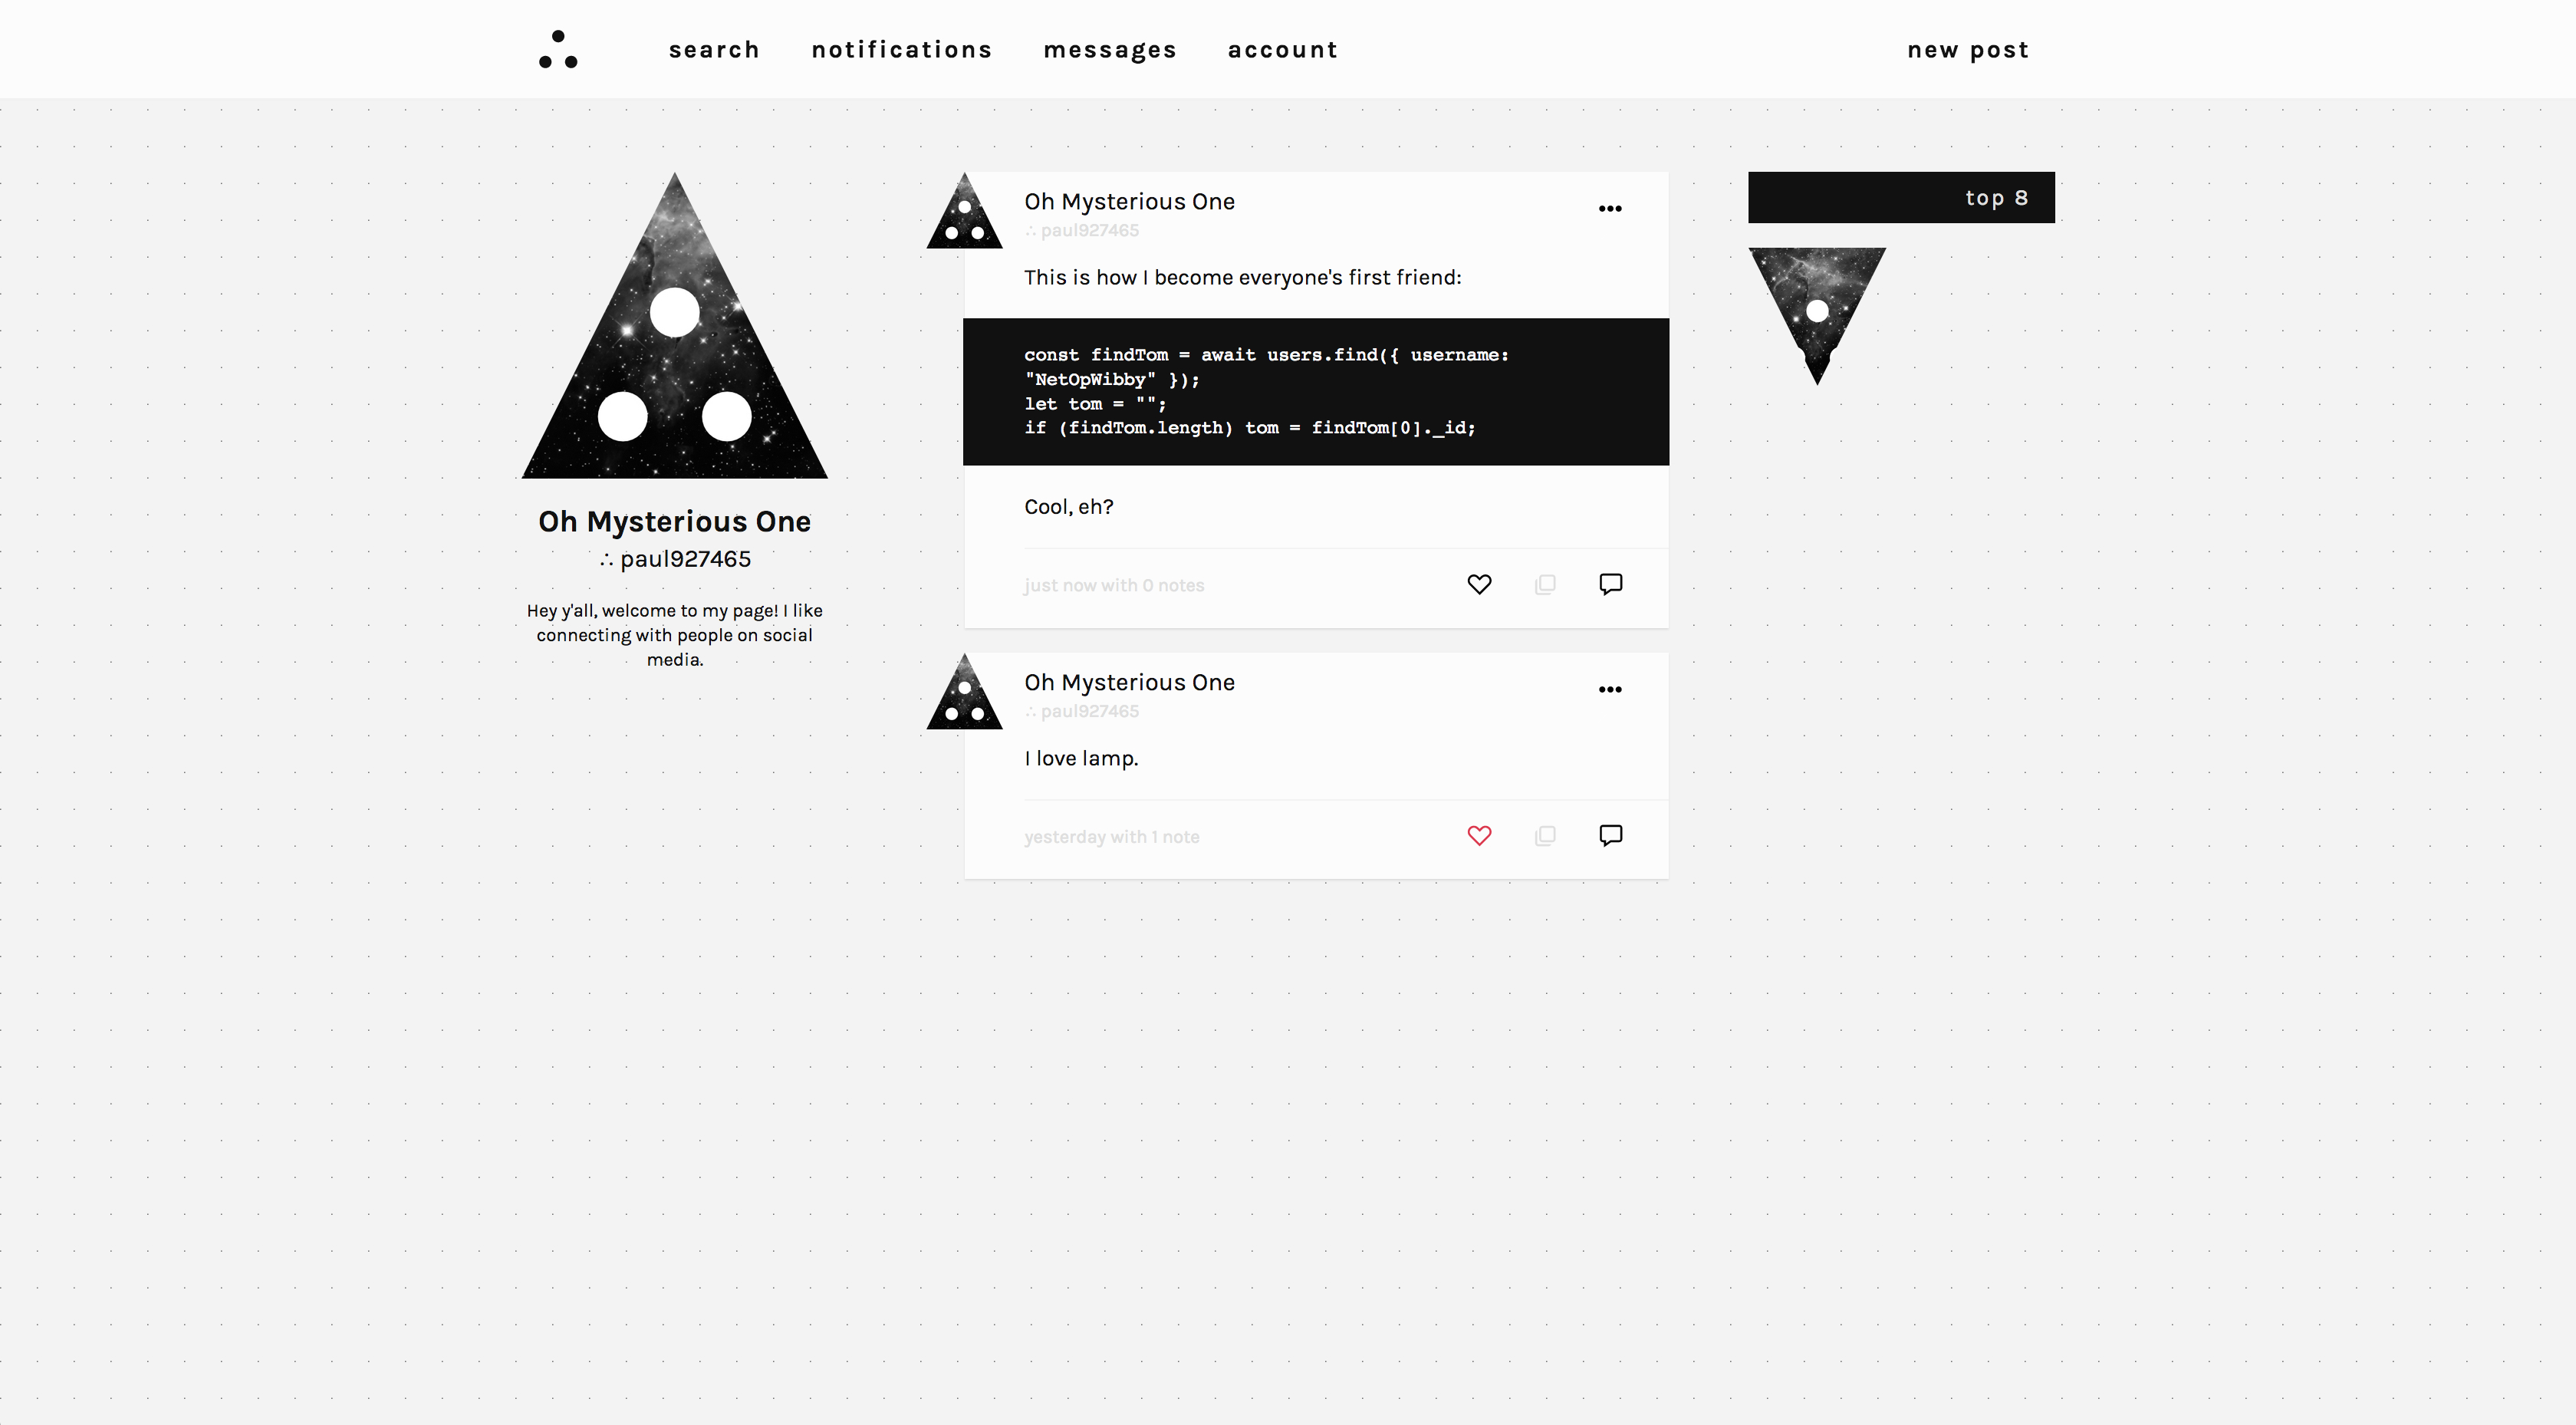 search notifications messages account new post
Oh Mysterious One
∴ paul927465
Hey y'all, welcome to my page! I like
connecting with people on social
media.
Oh Mysterious One
∴ paul927465
This is how I become everyone's first friend:
const findTom = await users.find({ username:
"NetOpWibby" });
let tom = "";
if (findTom.length) tom = findTom[0]._id;
Cool, eh?
just now with 0 notes
Oh Mysterious One
∴ paul927465
I love lamp.
yesterday with 1 note
top 8